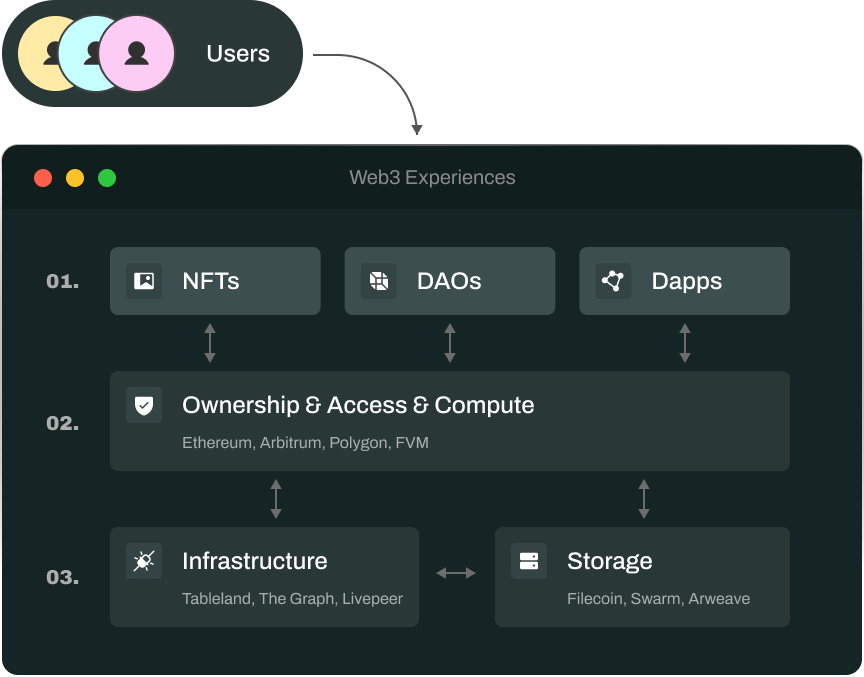 Users
Web3 Experiences
01.
NFTs
DAOs
Dapps
02.
Ownership & Access & Compute
Ethereum, Arbitrum, Polygon, FVM
03.
Infrastructure
Tableland, The Graph, Livepeer
Storage
Filecoin, Swarm, Arweave